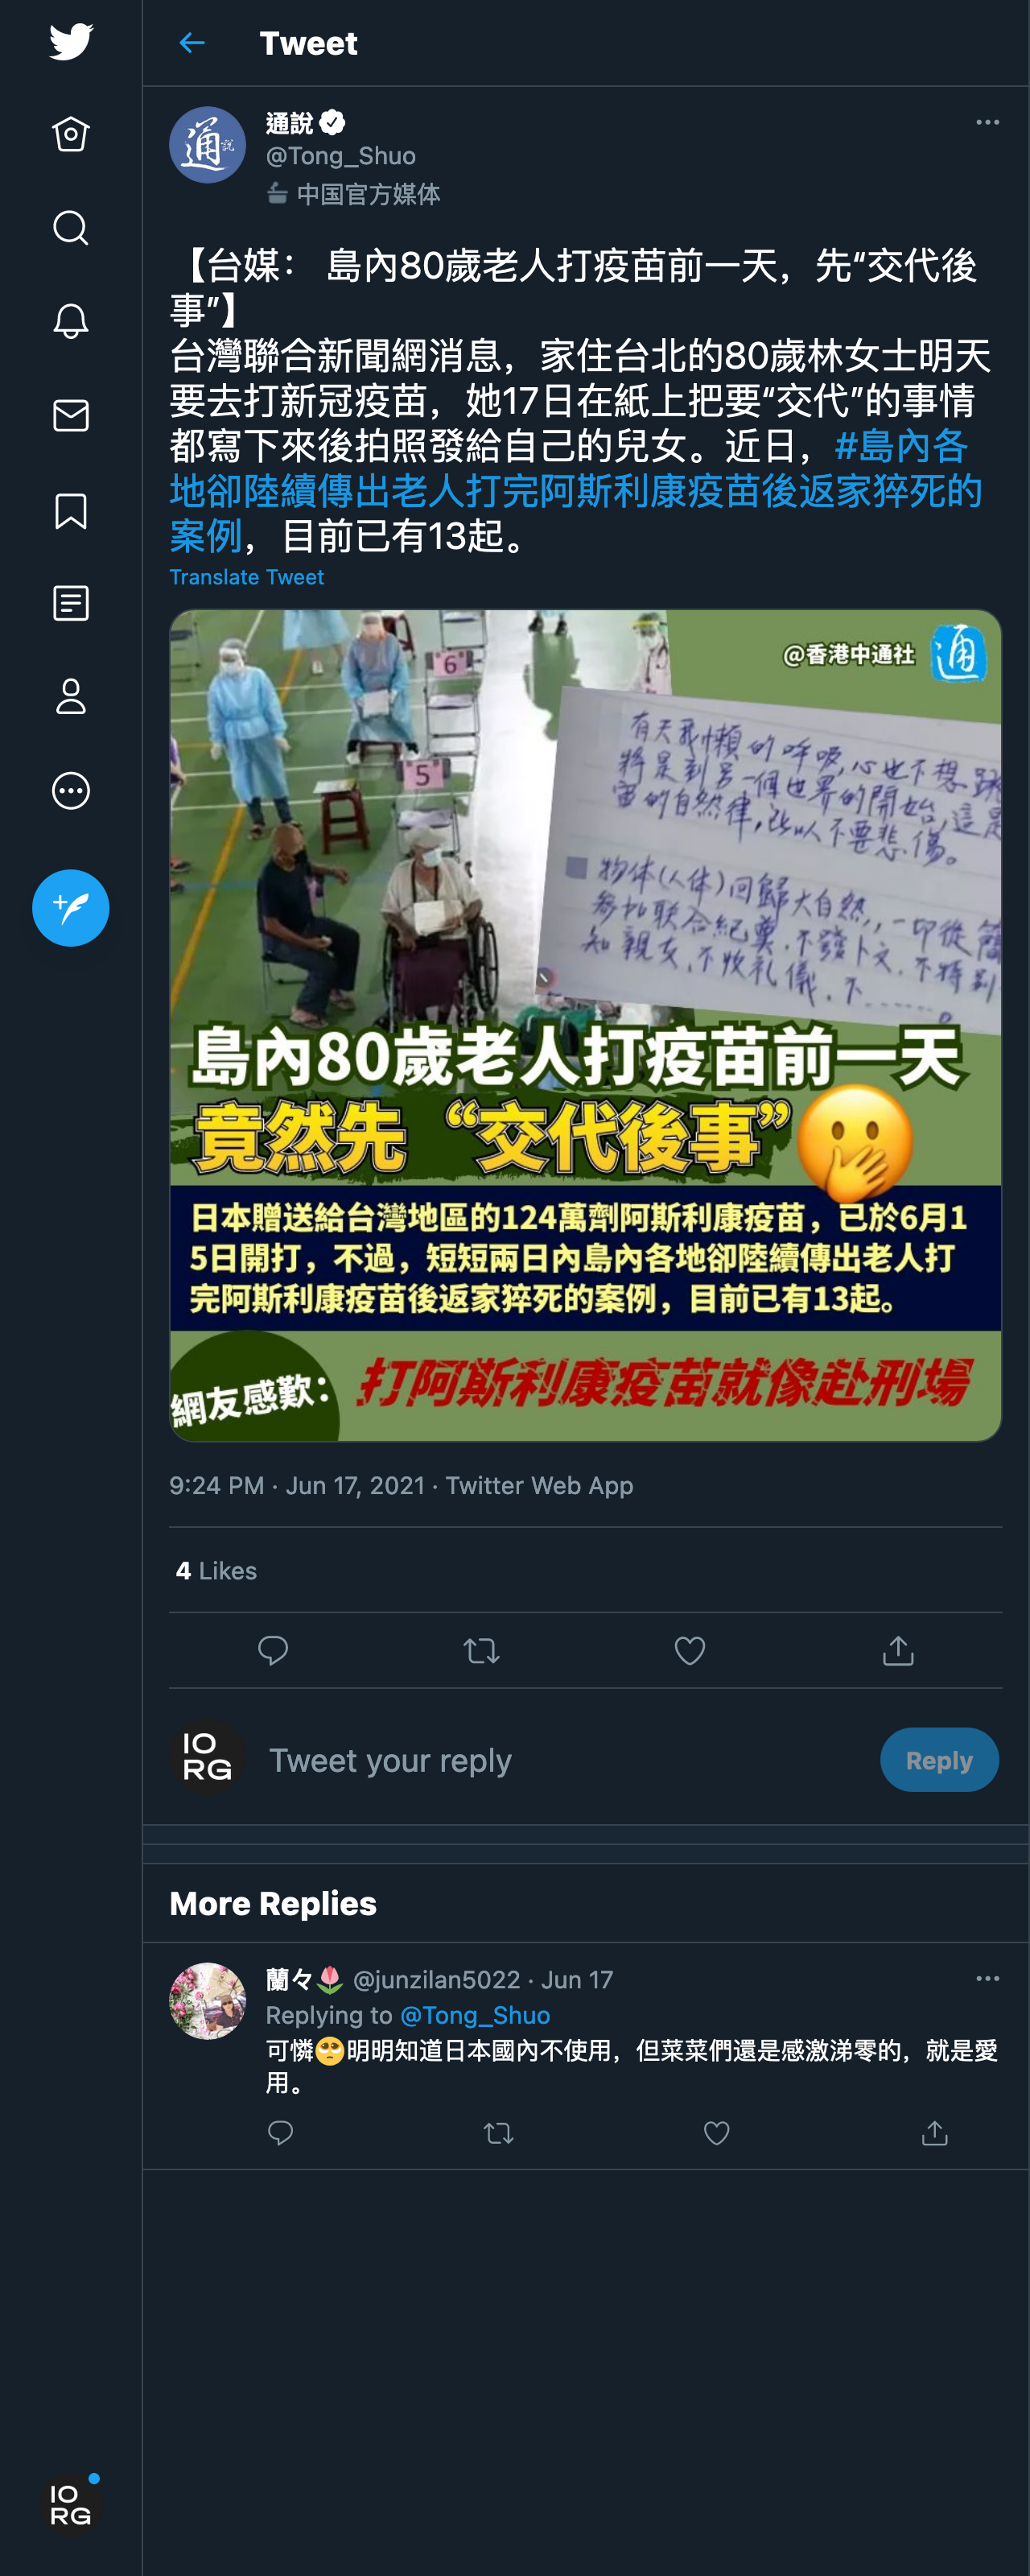 Tweet
通說
@Tong_Shuo
中国官方媒体
【台媒： 島內80歲老人打疫苗前一天，先“交代後
事”】
台灣聯合新聞網消息，家住台北的80歲林女士明天
要去打新冠疫苗，她17日在紙上把要“交代”的事情
都寫下來後拍照發給自己的兒女。近日，#島內各
地卻陸續傳出老人打完阿斯利康疫苗後返家猝死的
案例，目前已有13起。
Translate Tweet
@香港中通社 通
6
5
有天我懶的呼吸，心也不想跳
將是到另一個世界的開始，這是
宙的自然律，所以不要悲傷。
物体(人体)回歸大自然，一切從簡
參加联合紀票，不發卜文，不特別
知親友，不收礼儀，不……。
島內80歲老人打疫苗前一天
竟然先 “交代後事”
日本贈送給台灣地區的124萬劑阿斯利康疫苗，已於6月1
5日開打，不過，短短兩日內島內各地卻陸續傳出老人打
完阿斯利康疫苗後返家猝死的案例，目前已有13起。
網友感歎： 打阿斯利康疫苗就像赴刑場
9:24 PM · Jun 17, 2021 · Twitter Web App
4 Likes
IO
RG
Tweet your reply
Reply
More Replies
蘭々🌷 @junzilan5022 · Jun 17
Replying to @Tong_Shuo
可憐🥺明明知道日本國內不使用，但菜菜們還是感激涕零的，就是愛
用。
IO
RG